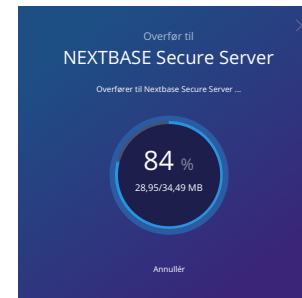 Overfør til
NEXTBASE Secure Server
Overfører til Nextbase Secure Server ...
84 %
28,95/34,49 MB
Annullér